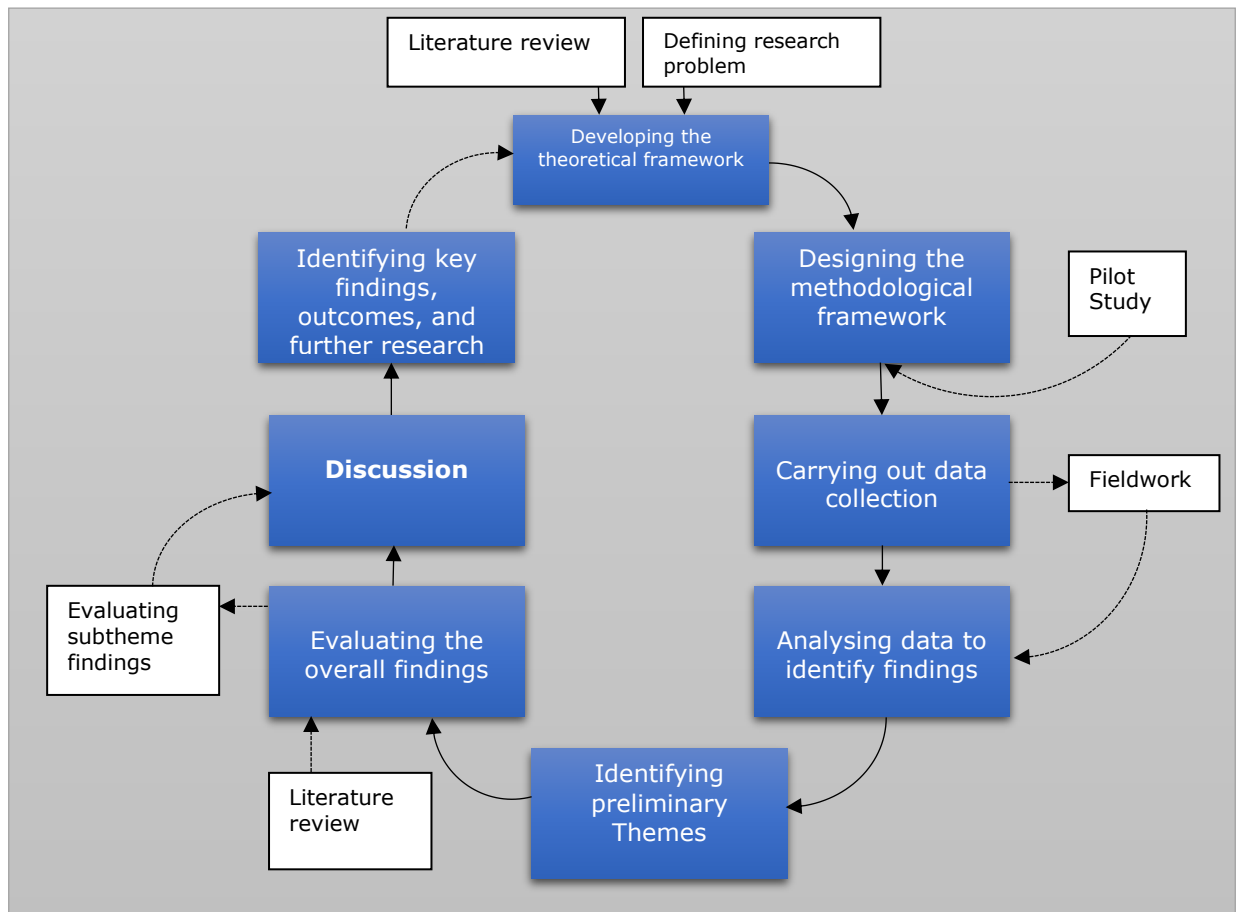 Literature review
Defining research
problem
Developing the
theoretical framework
Identifying key
findings,
outcomes, and
further research
Designing the
methodological
framework
Pilot
Study
Discussion
Carrying out data
collection
Fieldwork
Evaluating
subtheme
findings
Evaluating the
overall findings
Analysing data to
identify findings
Literature
review
Identifying
preliminary
Themes